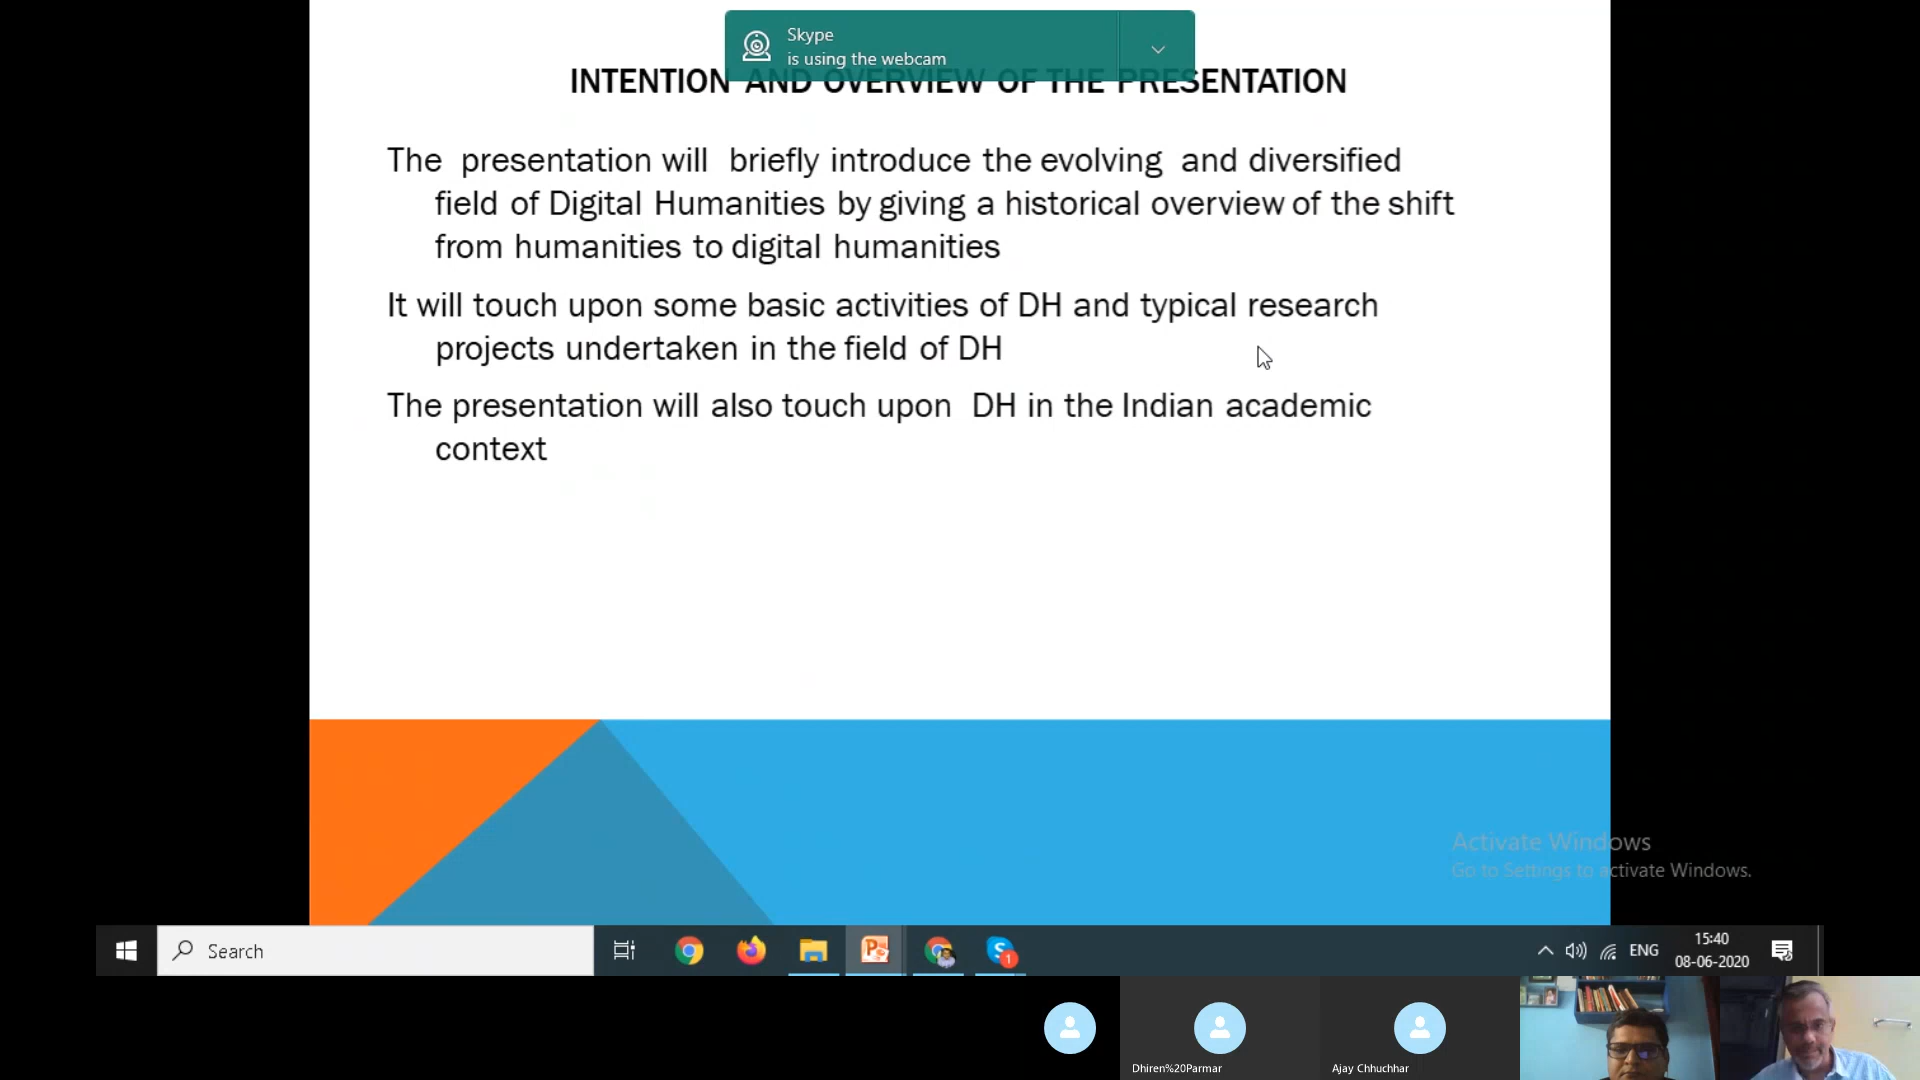 Skype
is using the webcam
INTENTION AND OVERVIEW OF THE PRESENTATION
The presentation will briefly introduce the evolving and diversified
field of Digital Humanities by giving a historical overview of the shift
from humanities to digital humanities
It will touch upon some basic activities of DH and typical research
projects undertaken in the field of DH
The presentation will also touch upon DH in the Indian academic
context
Activate Windows
Go to Settings to activate Windows.
Search
1
ENG
15:40
08-06-2020
Dhiren%20Parmar
Ajay Chhuchhar